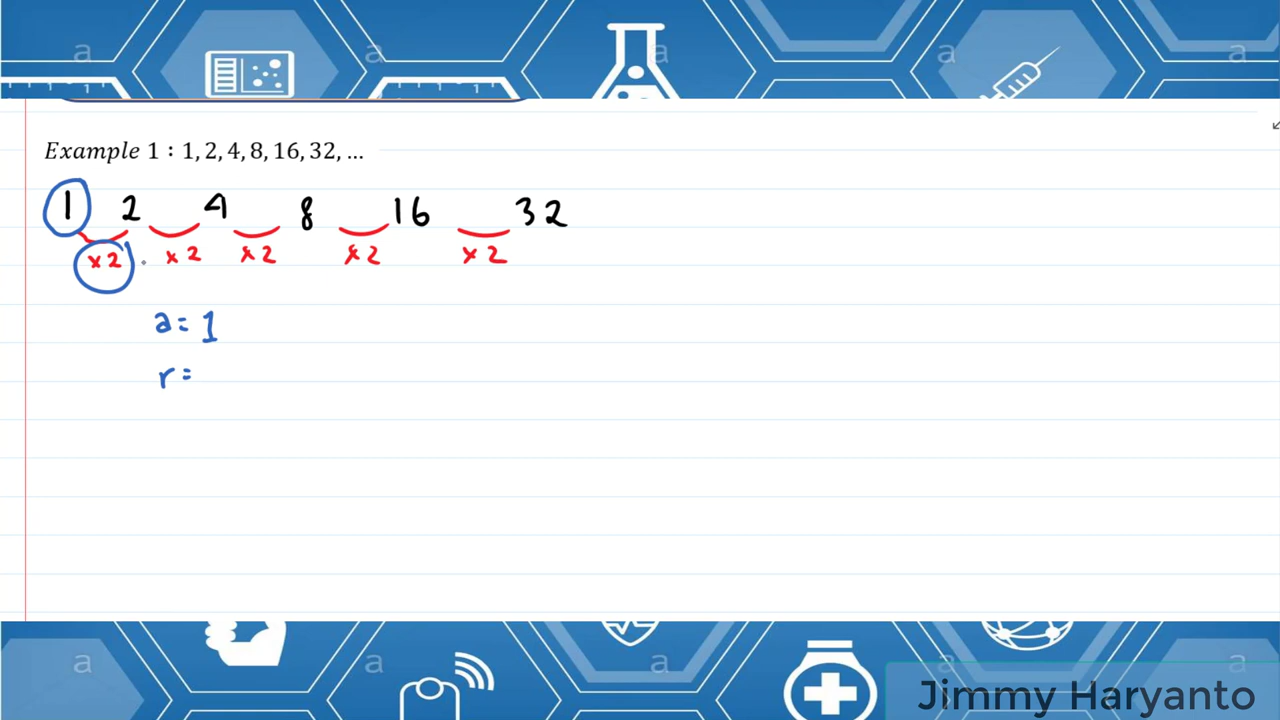 Example 1 : 1, 2, 4, 8, 16, 32, ...
1 2 4 8 16 32
×2 ×2 ×2 ×2 ×2
a = 1
r =
Jimmy Haryanto